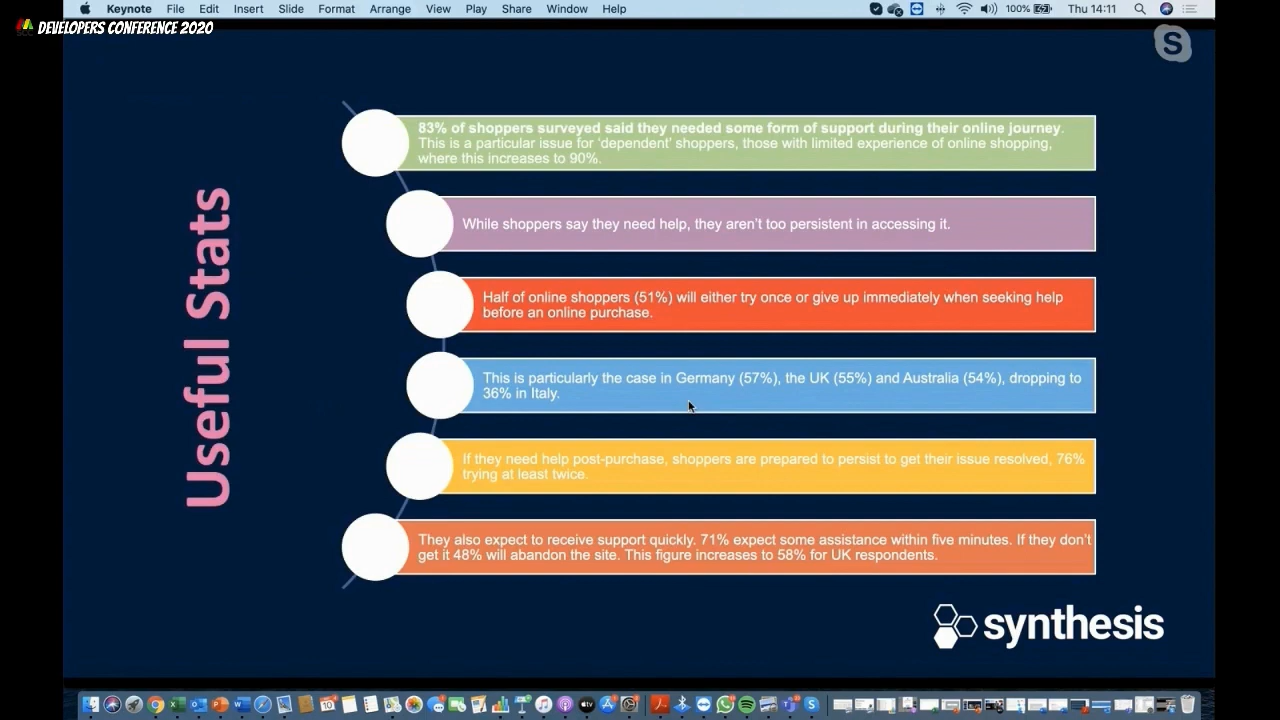 Keynote File Edit Insert Slide Format Arrange View Play Share Window Help 100% Thu 14:11
DEVELOPERS CONFERENCE 2020
S
Useful Stats
83% of shoppers surveyed said they needed some form of support during their online journey.
This is a particular issue for 'dependent' shoppers, those with limited experience of online shopping,
where this increases to 90%.
While shoppers say they need help, they aren't too persistent in accessing it.
Half of online shoppers (51%) will either try once or give up immediately when seeking help
before an online purchase.
This is particularly the case in Germany (57%), the UK (55%) and Australia (54%), dropping to
36% in Italy.
If they need help post-purchase, shoppers are prepared to persist to get their issue resolved, 76%
trying at least twice.
They also expect to receive support quickly. 71% expect some assistance within five minutes. If they don't
get it 48% will abandon the site. This figure increases to 58% for UK respondents.
synthesis